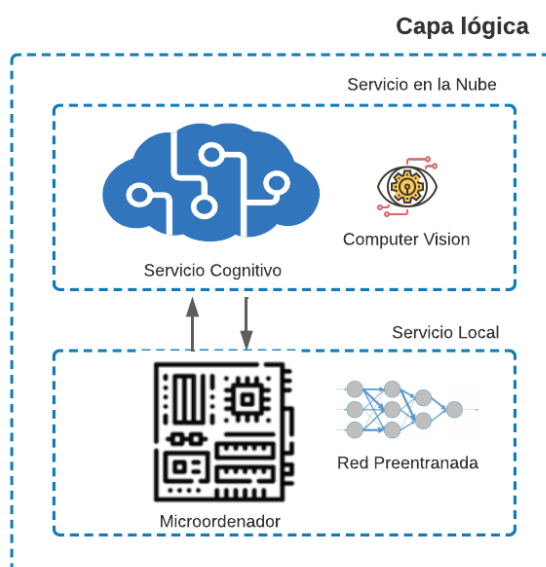 Capa lógica
Servicio en la Nube
Computer Vision
Servicio Cognitivo
Servicio Local
Red Preentranada
Microordenador